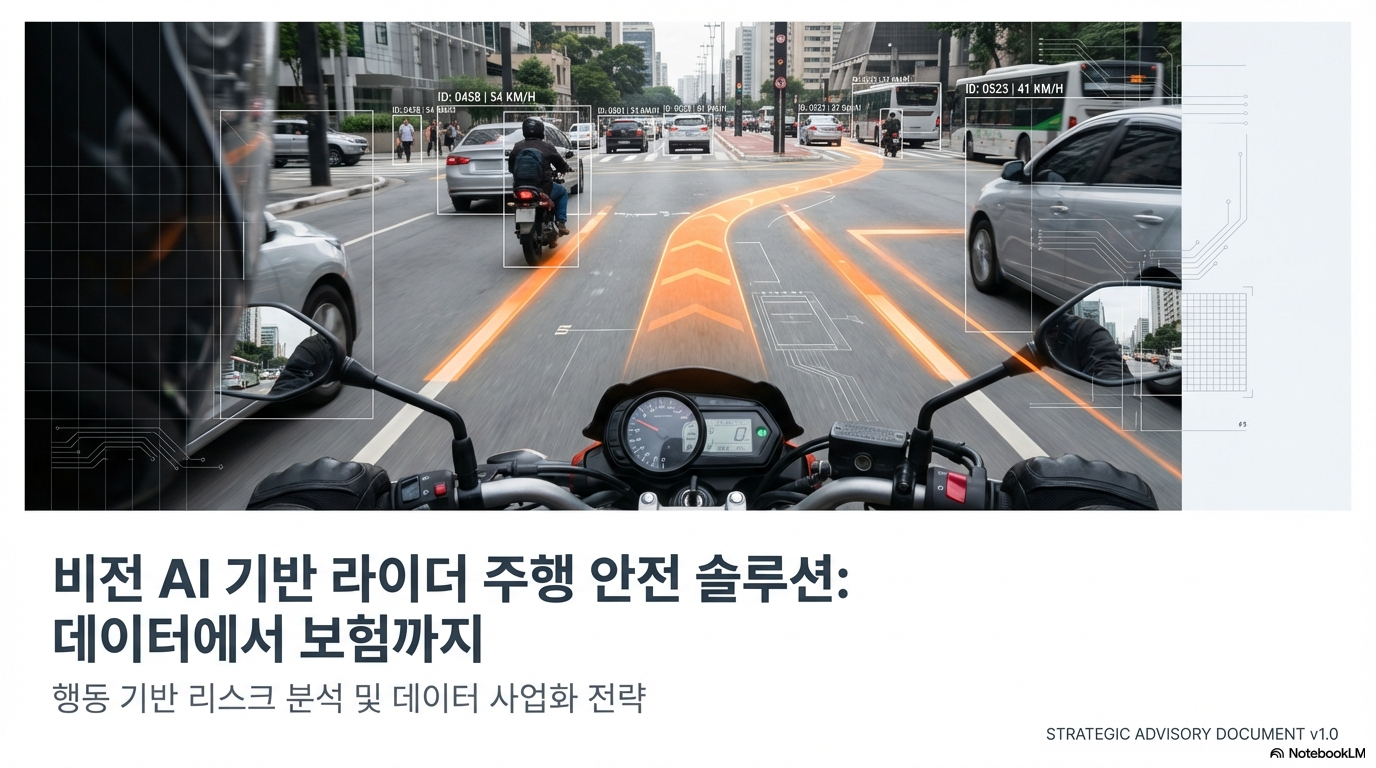 ID: 0458 | 54 KM/H
ID: 0523 | 41 KM/H
비전 AI 기반 라이더 주행 안전 솔루션:
데이터에서 보험까지
행동 기반 리스크 분석 및 데이터 사업화 전략
STRATEGIC ADVISORY DOCUMENT v1.0
NotebookLM